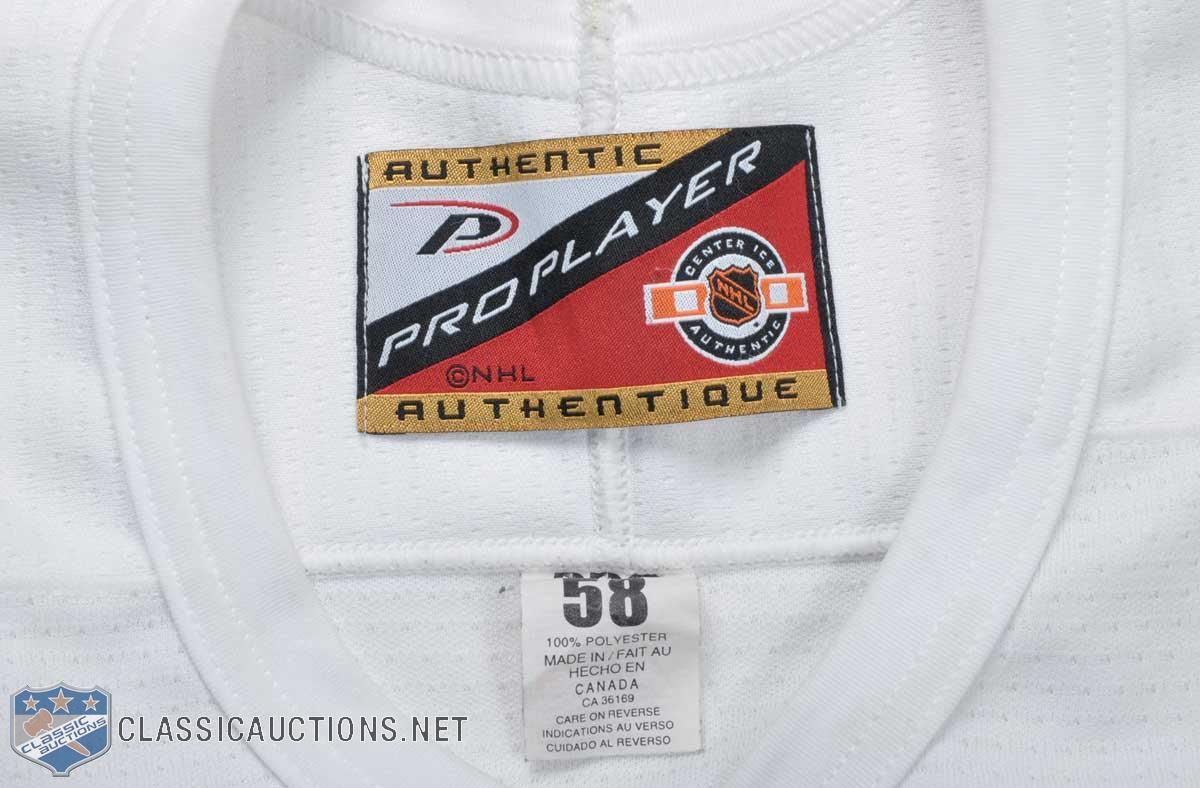 AUTHENTIC
PRO PLAYER
CENTER ICE
NHL
AUTHENTIC
©NHL
AUTHENTIQUE
58
100% POLYESTER
MADE IN / FAIT AU
HECHO EN
CANADA
CA 36169
CARE ON REVERSE
INDICATIONS AU VERSO
CUIDADO AL REVERSO
CLASSIC
AUCTIONS
CLASSICAUCTIONS.NET